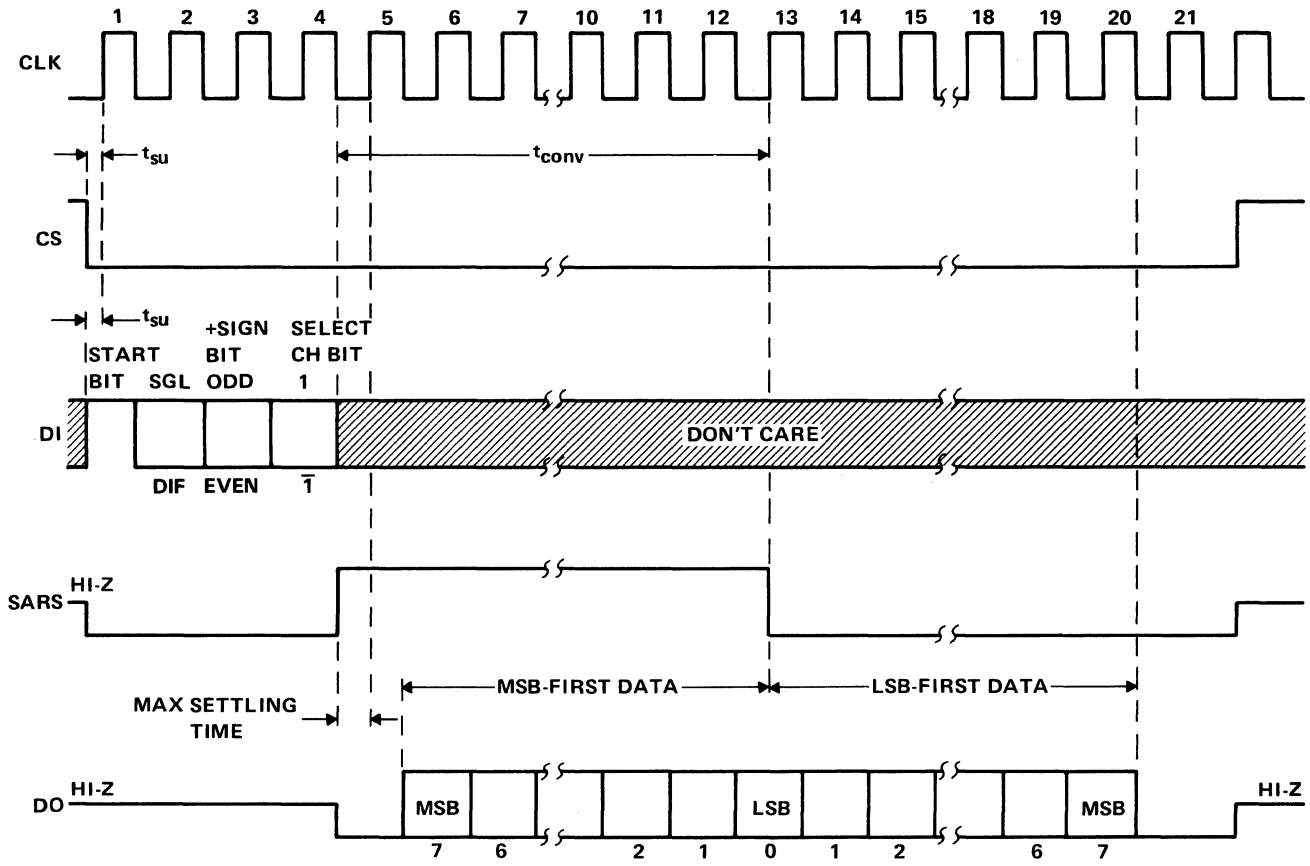 1 2 3 4 5 6 7 10 11 12 13 14 15 18 19 20 21
CLK
tsu
tconv
CS
tsu
START BIT
SGL
+SIGN BIT ODD
SELECT CH BIT 1
DI
DON'T CARE
DIF EVEN 1̅
HI-Z
SARS
MSB-FIRST DATA
LSB-FIRST DATA
MAX SETTLING TIME
HI-Z
DO
MSB
LSB
MSB
HI-Z
7 6 2 1 0 1 2 6 7